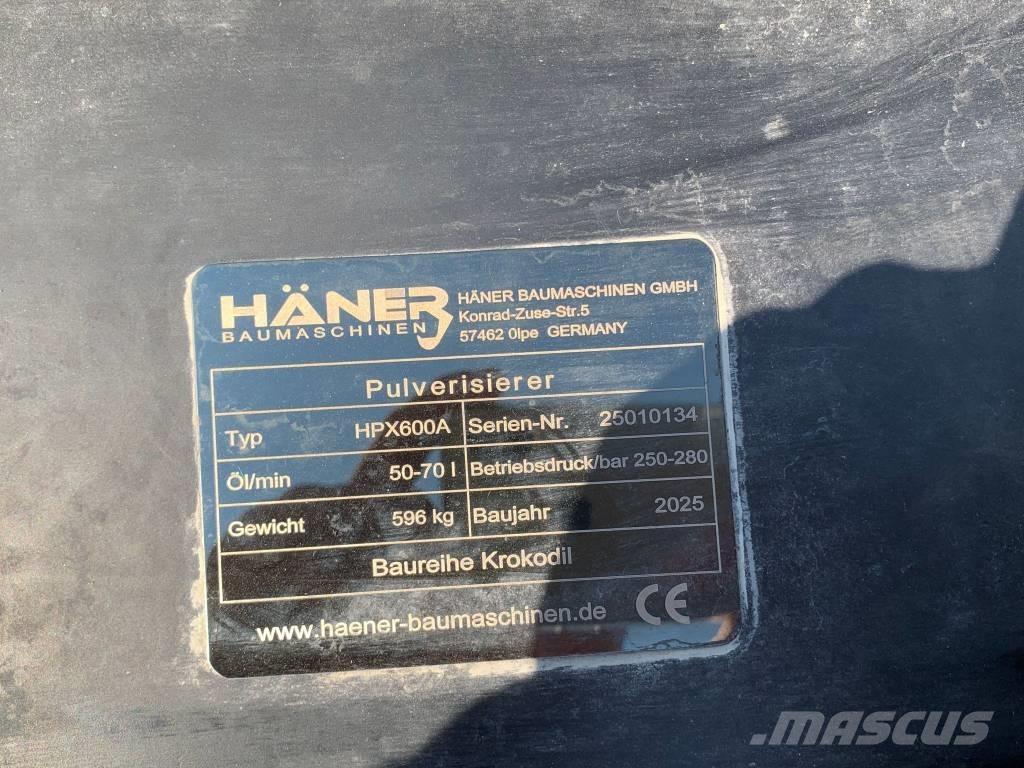 HÄNER
BAUMASCHINEN
HÄNER BAUMASCHINEN GMBH
Konrad-Zuse-Str.5
57462 Olpe GERMANY
Pulverisierer
Typ HPX600A Serien-Nr. 25010134
Öl/min 50-70 l Betriebsdruck/bar 250-280
Gewicht 596 kg Baujahr 2025
Baureihe Krokodil
www.haener-baumaschinen.de CE
MASCUS